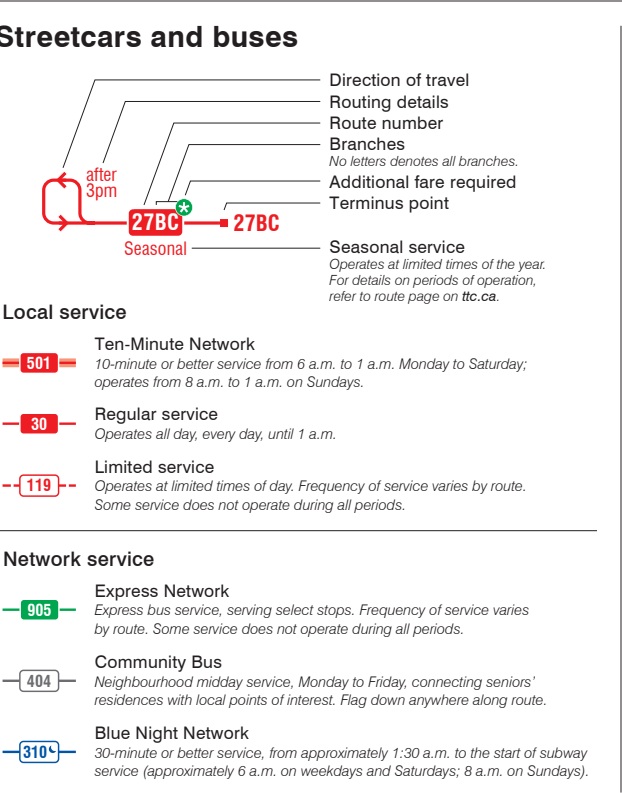 Streetcars and buses
Direction of travel
Routing details
Route number
Branches
No letters denotes all branches.
Additional fare required
Terminus point
after
3pm
27BC
27BC
Seasonal
Seasonal service
Operates at limited times of the year.
For details on periods of operation,
refer to route page on ttc.ca.
Local service
501
Ten-Minute Network
10-minute or better service from 6 a.m. to 1 a.m. Monday to Saturday;
operates from 8 a.m. to 1 a.m. on Sundays.
30
Regular service
Operates all day, every day, until 1 a.m.
119
Limited service
Operates at limited times of day. Frequency of service varies by route.
Some service does not operate during all periods.
Network service
905
Express Network
Express bus service, serving select stops. Frequency of service varies
by route. Some service does not operate during all periods.
404
Community Bus
Neighbourhood midday service, Monday to Friday, connecting seniors'
residences with local points of interest. Flag down anywhere along route.
310
Blue Night Network
30-minute or better service, from approximately 1:30 a.m. to the start of subway
service (approximately 6 a.m. on weekdays and Saturdays; 8 a.m. on Sundays).